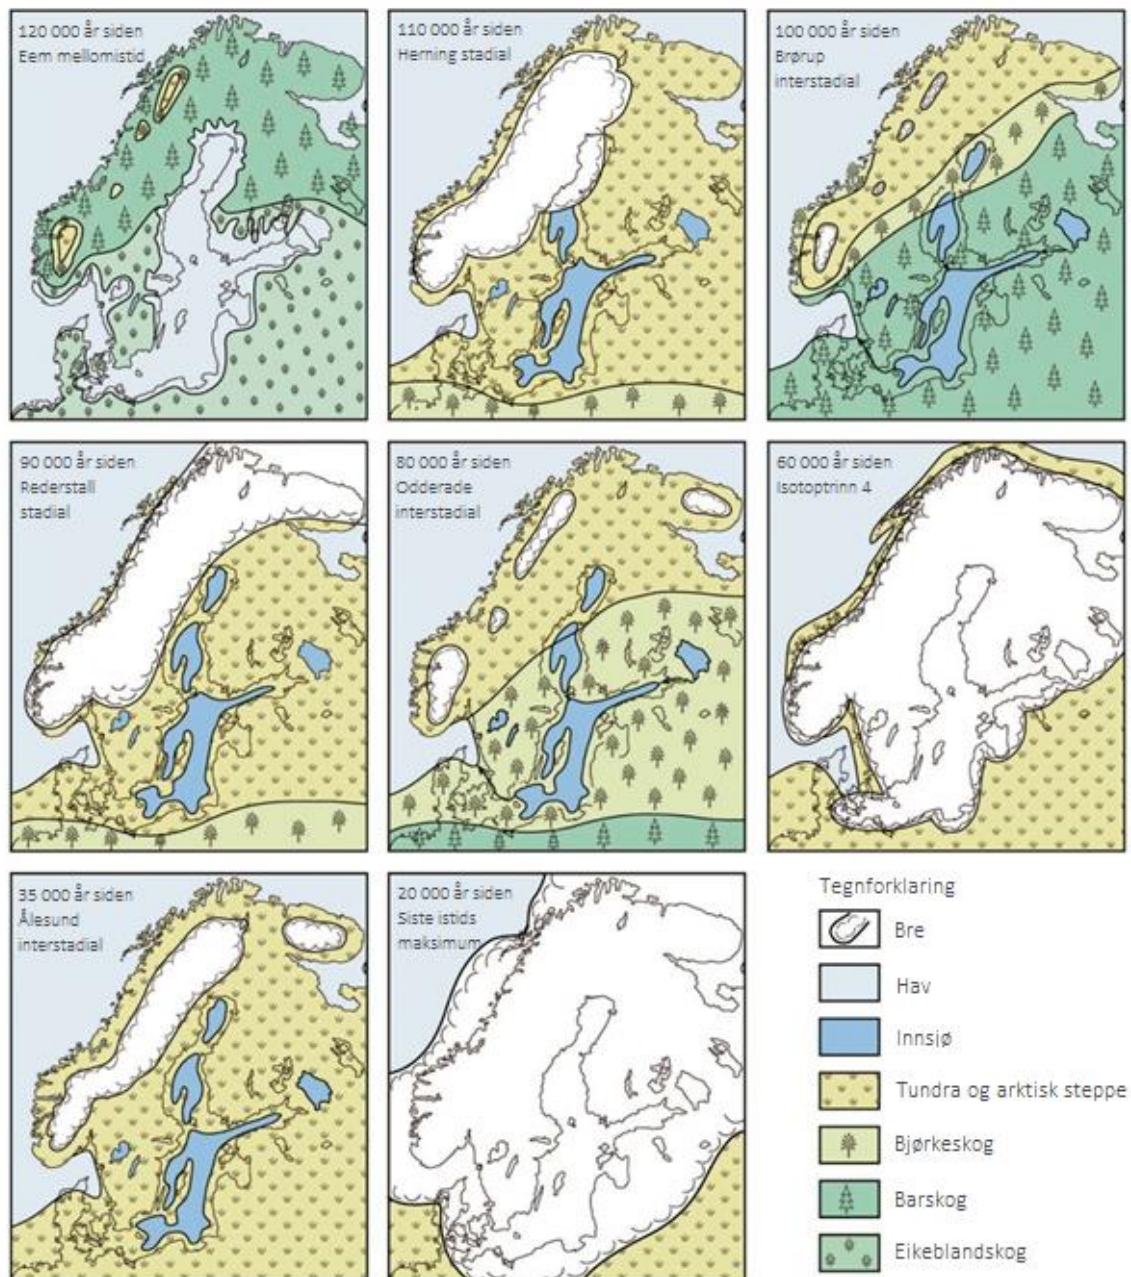 120 000 år siden
Eem mellomistid
110 000 år siden
Herning stadial
100 000 år siden
Brørup
interstadial
90 000 år siden
Rederstall
stadial
80 000 år siden
Odderade
interstadial
60 000 år siden
Isotoptrinn 4
35 000 år siden
Ålesund
interstadial
20 000 år siden
Siste istids
maksimum
Tegnforklaring
Bre
Hav
Innsjø
Tundra og arktisk steppe
Bjørkeskog
Barskog
Eikeblandskog